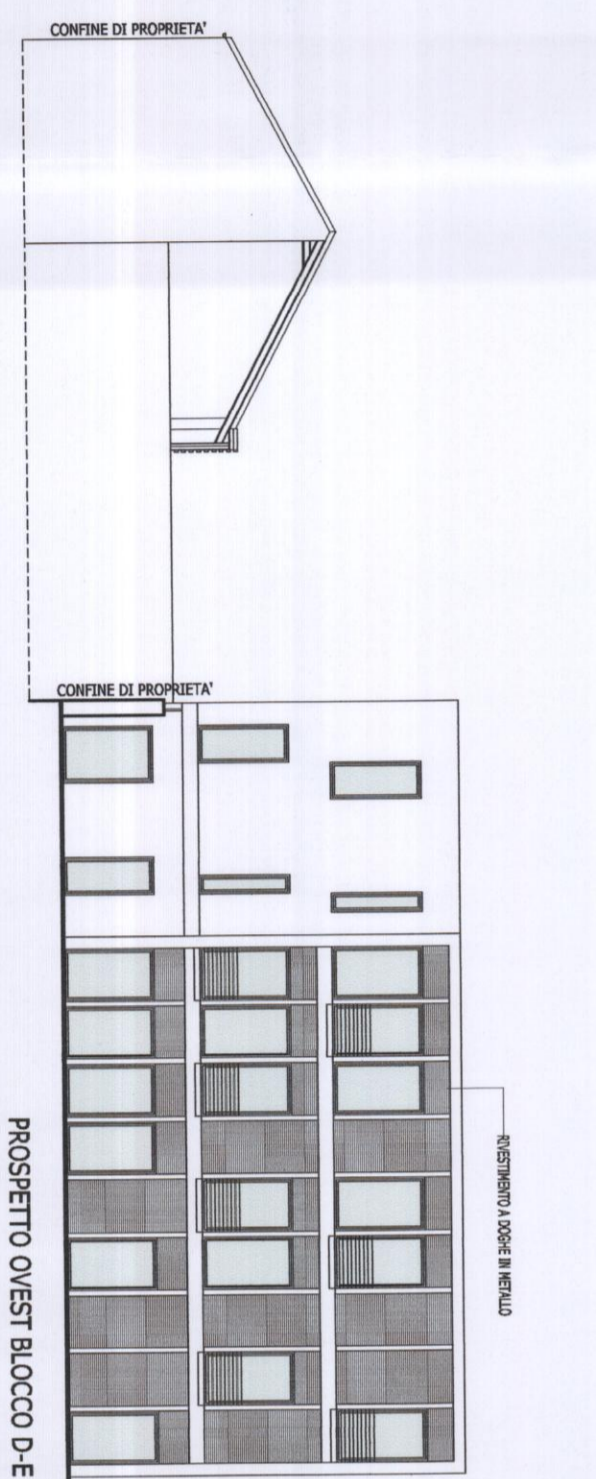 CONFINE DI PROPRIETA'
CONFINE DI PROPRIETA'
RIVESTIMENTO A DOGHE IN METALLO
PROSPETTO OVEST BLOCCO D-E